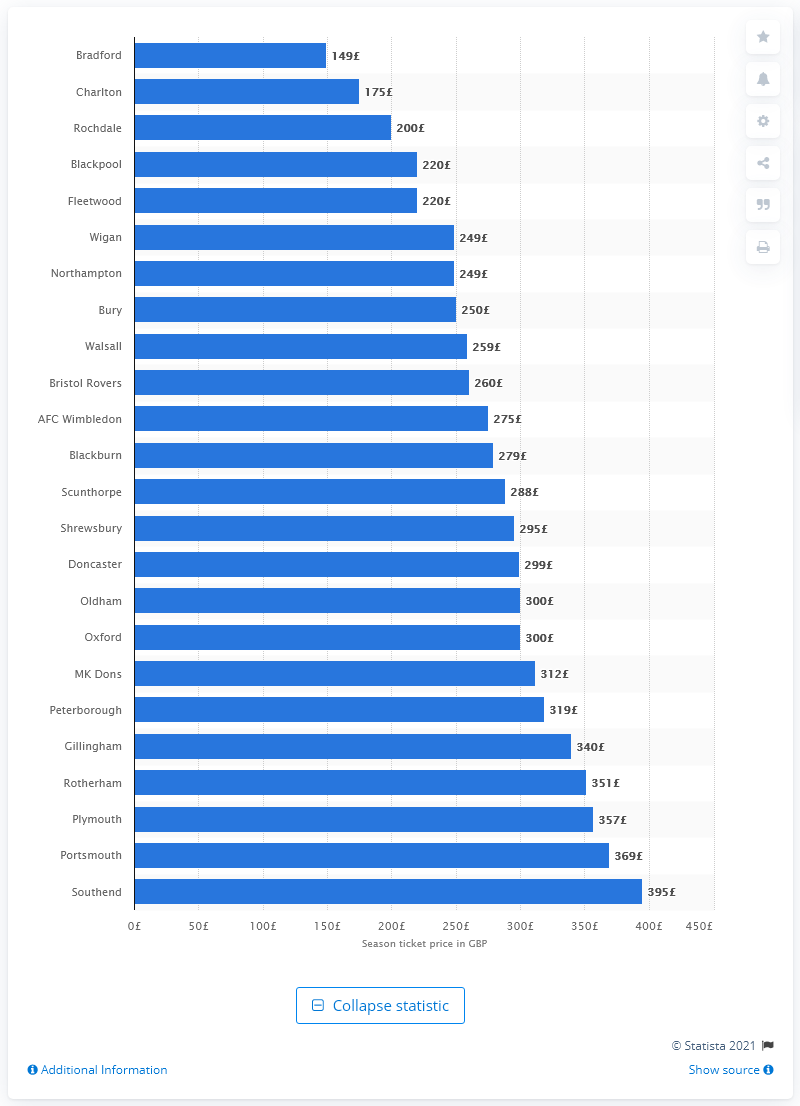 Bradford 149£
Charlton 175£
Rochdale 200£
Blackpool 220£
Fleetwood 220£
Wigan 249£
Northampton 249£
Bury 250£
Walsall 259£
Bristol Rovers 260£
AFC Wimbledon 275£
Blackburn 279£
Scunthorpe 288£
Shrewsbury 295£
Doncaster 299£
Oldham 300£
Oxford 300£
MK Dons 312£
Peterborough 319£
Gillingham 340£
Rotherham 351£
Plymouth 357£
Portsmouth 369£
Southend 395£
0£ 50£ 100£ 150£ 200£ 250£ 300£ 350£ 400£ 450£
Season ticket price in GBP
Collapse statistic
© Statista 2021
Additional Information Show source